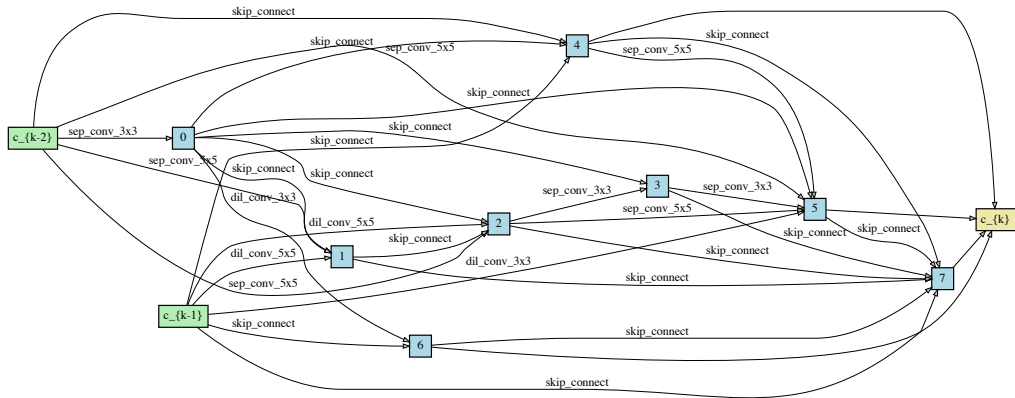 skip_connect
skip_connect
4
sep_conv_5x5
sep_conv_5x5
skip_connect
skip_connect
c_{k-2}
sep_conv_3x3
0
skip_connect
skip_connect
sep_conv_5x5
skip_connect
skip_connect
3
sep_conv_3x3
sep_conv_3x3
dil_conv_3x3
5
c_{k}
dil_conv_5x5
2
sep_conv_5x5
skip_connect
skip_connect
dil_conv_5x5
1
skip_connect
skip_connect
dil_conv_3x3
7
sep_conv_5x5
skip_connect
c_{k-1}
skip_connect
6
skip_connect
skip_connect